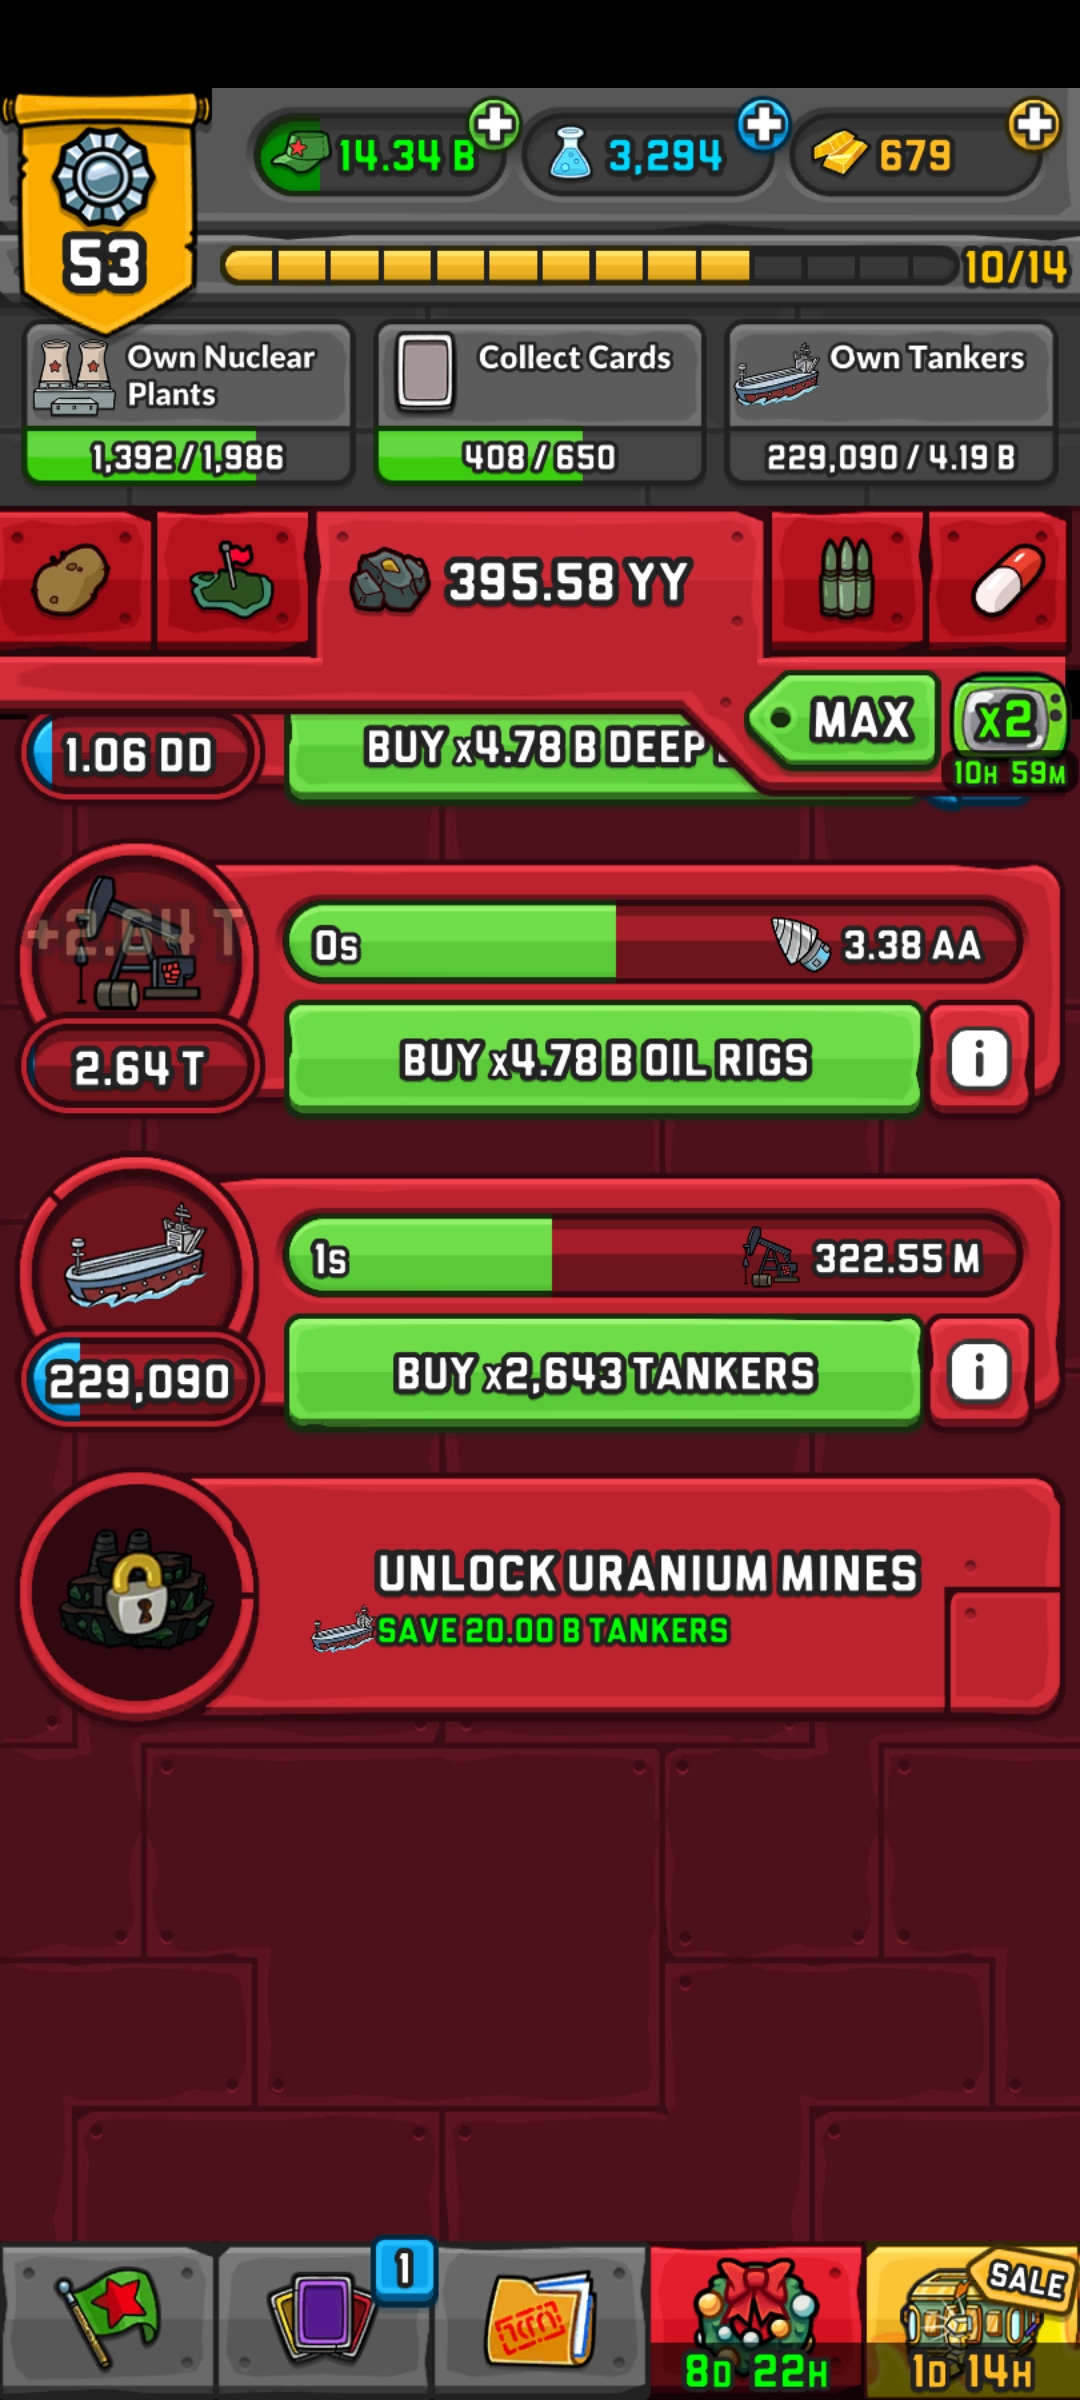 14.34 B
3,294
679
53
10/14
Own Nuclear
Plants
1,392/1,986
Collect Cards
408/650
Own Tankers
229,090/4.19 B
395.58 YY
MAX
x2
10H 59M
1.06 DD
BUY x4.78 B DEEP
+2.64 T
0s
3.38 AA
2.64 T
BUY x4.78 B OIL RIGS
i
1s
322.55 M
229,090
BUY x2,643 TANKERS
i
UNLOCK URANIUM MINES
SAVE 20.00 B TANKERS
1
SALE
8D 22H
1D 14H